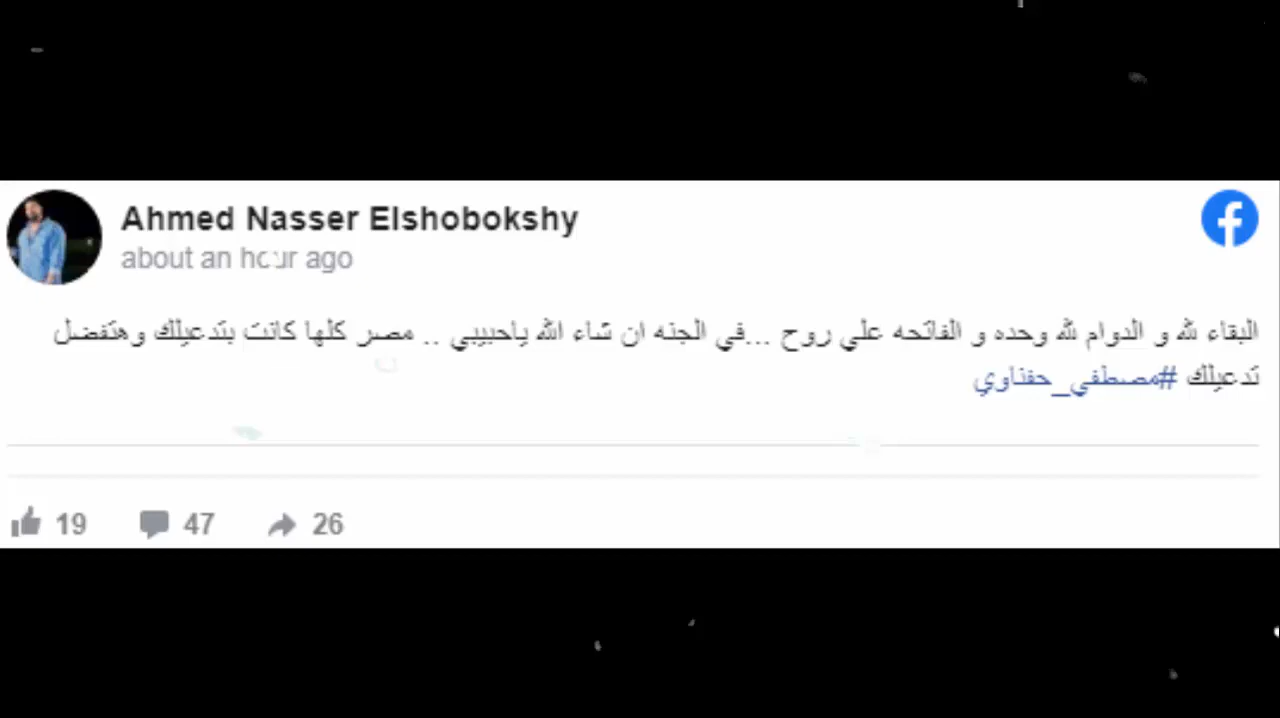 Ahmed Nasser Elshobokshy
about an hour ago
البقاء لله و الدوام لله وحده و الفاتحه علي روح ...في الجنه ان شاء الله ياحبيبي .. مصر كلها كانت بتدعيلك وهتفضل
تدعيلك #مصطفي_حفناوي
19 47 26